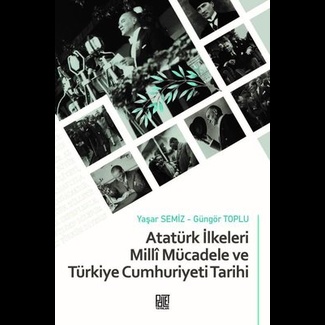 Yaşar SEMİZ - Güngör TOPLU
Atatürk İlkeleri
Millî Mücadele ve
Türkiye Cumhuriyeti Tarihi